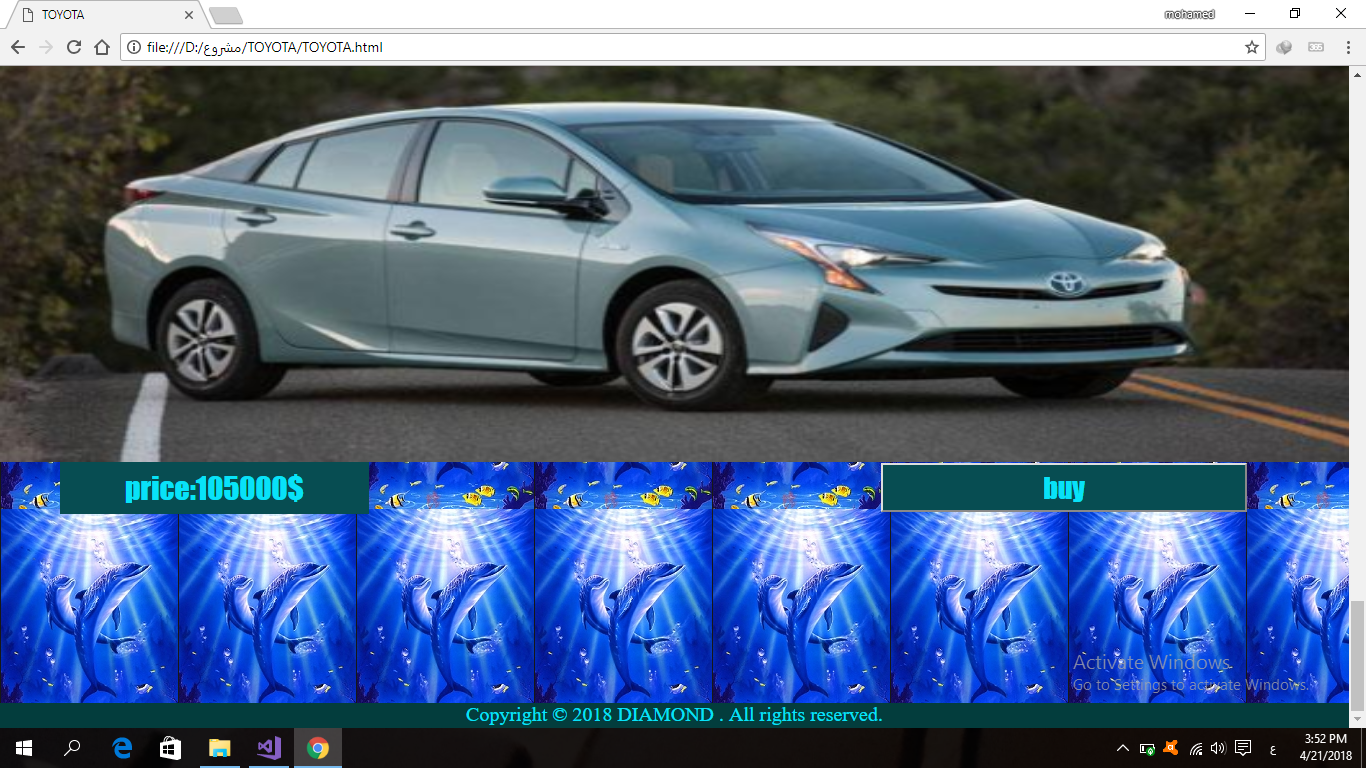 TOYOTA
mohamed
file:///D:/مشروع/TOYOTA/TOYOTA.html
price:105000$
buy
Activate Windows
Go to Settings to activate Windows.
Copyright © 2018 DIAMOND . All rights reserved.
ع
3:52 PM
4/21/2018